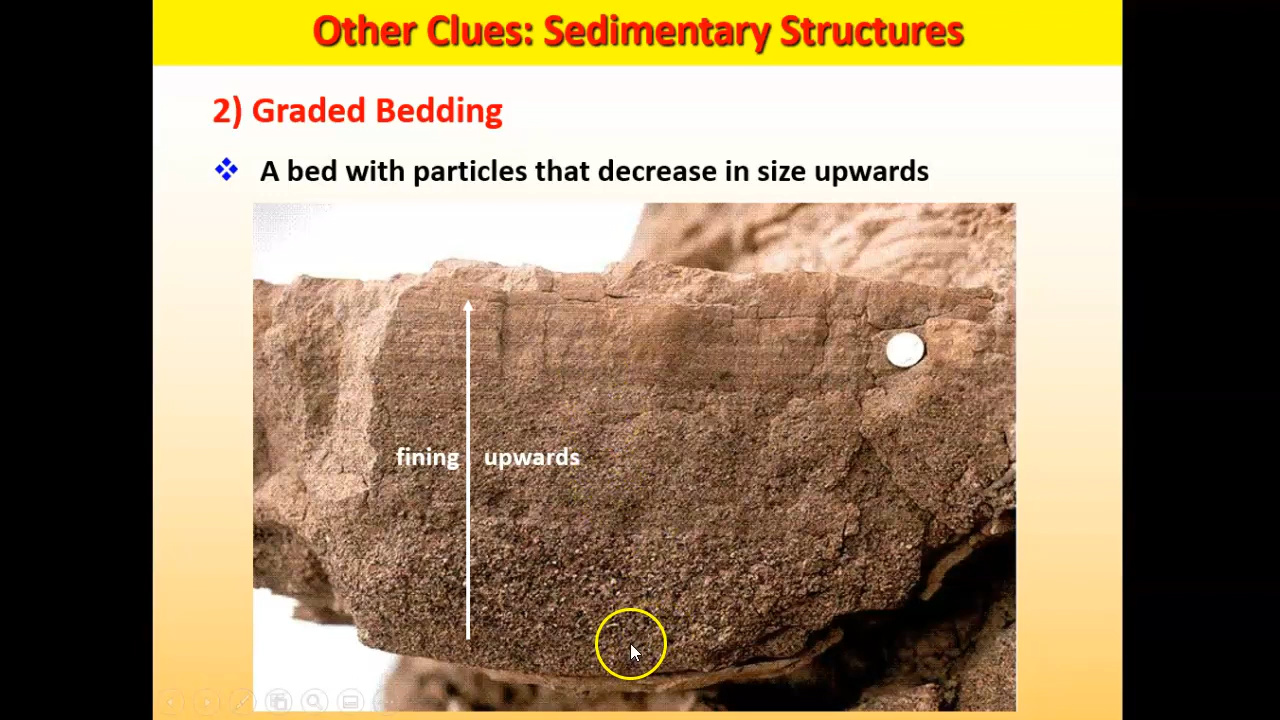 Other Clues: Sedimentary Structures
2) Graded Bedding
A bed with particles that decrease in size upwards
fining upwards